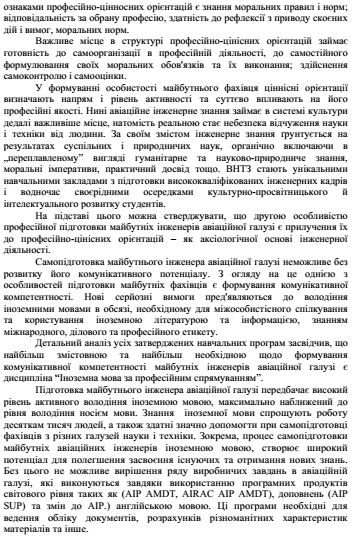 ознаками професійно-цінносних орієнтацій є знання моральних правил і норм;
відповідальність за обрану професію, здатність до рефлексії з приводу скоєних
дій і вимог, моральних норм.
Важливе місце в структурі професійно-цінісних орієнтацій займає
готовність до самоорганізації в професійній діяльності, до самостійного
формулювання своїх моральних обов'язків та їх виконання; здійснення
самоконтролю і самооцінки.
У формуванні особистості майбутнього фахівця ціннісні орієнтації
визначають напрям і рівень активності та суттєво впливають на його
професійні якості. Нині авіаційне інженерне знання займає в системі культури
дедалі важливіше місце, натомість реальною стає небезпека відчуження науки
і техніки від людини. За своїм змістом інженерне знання ґрунтується на
результатах суспільних і природничих наук, органічно включаючи в
„переплавленому” вигляді гуманітарне та науково-природниче знання,
моральні імперативи, практичний досвід тощо. ВНТЗ стають унікальними
навчальними закладами з підготовки висококваліфікованих інженерних кадрів
і водночас своєрідними осередками культурно-просвітницького й
інтелектуального розвитку студентів.
На підставі цього можна стверджувати, що другою особливістю
професійної підготовки майбутніх інженерів авіаційної галузі є прилучення їх
до професійно-цінісних орієнтацій – як аксіологічної основі інженерної
діяльності.
Самопідготовка майбутнього інженера авіаційної галузі неможливе без
розвитку його комунікативного потенціалу. З огляду на це однією з
особливостей підготовки майбутніх фахівців є формування комунікативної
компетентності. Нові серйозні вимоги пред'являються до володіння
іноземними мовами в обсязі, необхідному для міжособистісного спілкування
та користування іноземною літературою та інформацією, знанням
міжнародного, ділового та професійного етикету.
Детальний аналіз усіх затверджених навчальних програм засвідчив, що
найбільш змістовною та найбільш необхідною щодо формування
комунікативної компетентності майбутніх інженерів авіаційної галузі є
дисципліна “Іноземна мова за професійним спрямуванням”.
Підготовка майбутнього інженера авіаційної галузі передбачає високий
рівень активного володіння іноземною мовою, максимально наближений до
рівня володіння носієм мови. Знання іноземної мови спрощують роботу
десяткам тисяч людей, а також здатні значно допомогти при самопідготовці
фахівців з різних галузей науки і техніки. Зокрема, процес самопідготовки
майбутніх авіаційних інженерів іноземною мовою, створює широкий
потенціал для полегшення засвоєння існуючих та отримання нових знань.
Без цього не можливе вирішення ряду виробничих завдань в авіаційній
галузі, які виконуються завдяки використанню програмних продуктів
світового рівня таких як (AIP AMDT, AIRAC AIP AMDT), доповнень (AIP
SUP) та змін до AIP.) англійською мовою. Ці програми необхідні для
ведення обліку документів, розрахунків різноманітних характеристик
матеріалів та інше.